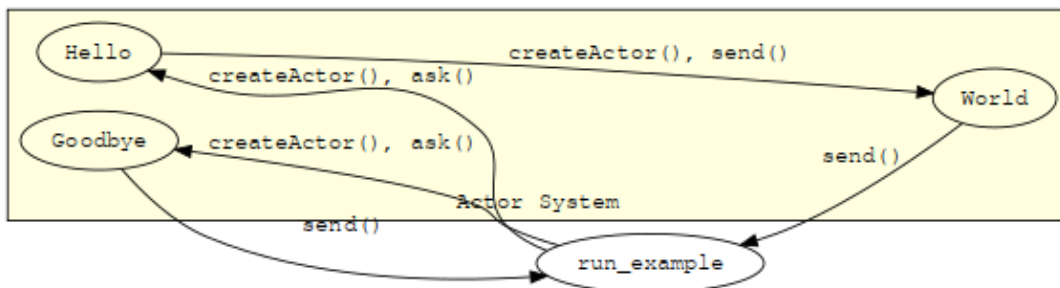 Hello
createActor(), send()
createActor(), ask()
World
Goodbye
createActor(), ask()
send()
Actor System
send()
run_example